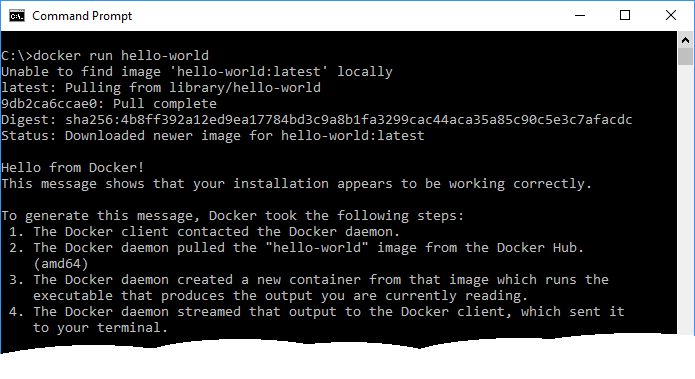 Command Prompt
C:\>docker run hello-world
Unable to find image 'hello-world:latest' locally
latest: Pulling from library/hello-world
9db2ca6ccae0: Pull complete
Digest: sha256:4b8ff392a12ed9ea17784bd3c9a8b1fa3299cac44aca35a85c90c5e3c7afacdc
Status: Downloaded newer image for hello-world:latest
Hello from Docker!
This message shows that your installation appears to be working correctly.
To generate this message, Docker took the following steps:
1. The Docker client contacted the Docker daemon.
2. The Docker daemon pulled the "hello-world" image from the Docker Hub.
(amd64)
3. The Docker daemon created a new container from that image which runs the
executable that produces the output you are currently reading.
4. The Docker daemon streamed that output to the Docker client, which sent it
to your terminal.